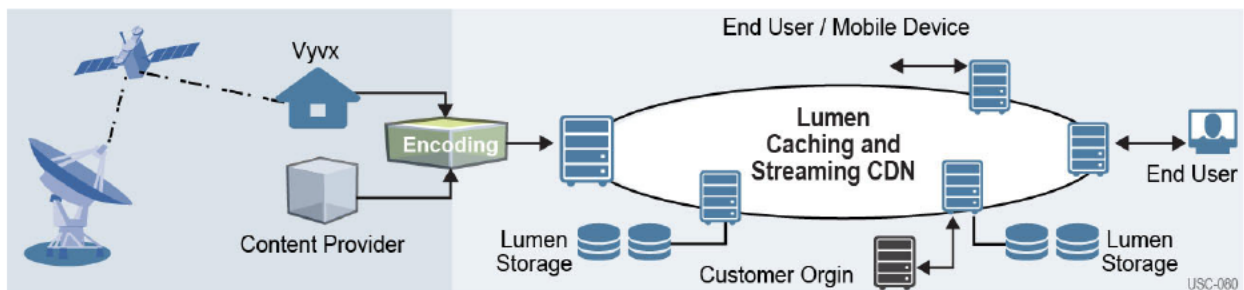 End User / Mobile Device
Vyvx
Encoding
Lumen
Caching and
Streaming CDN
End User
Content Provider
Lumen
Storage
Customer Orgin
Lumen
Storage
USC-080